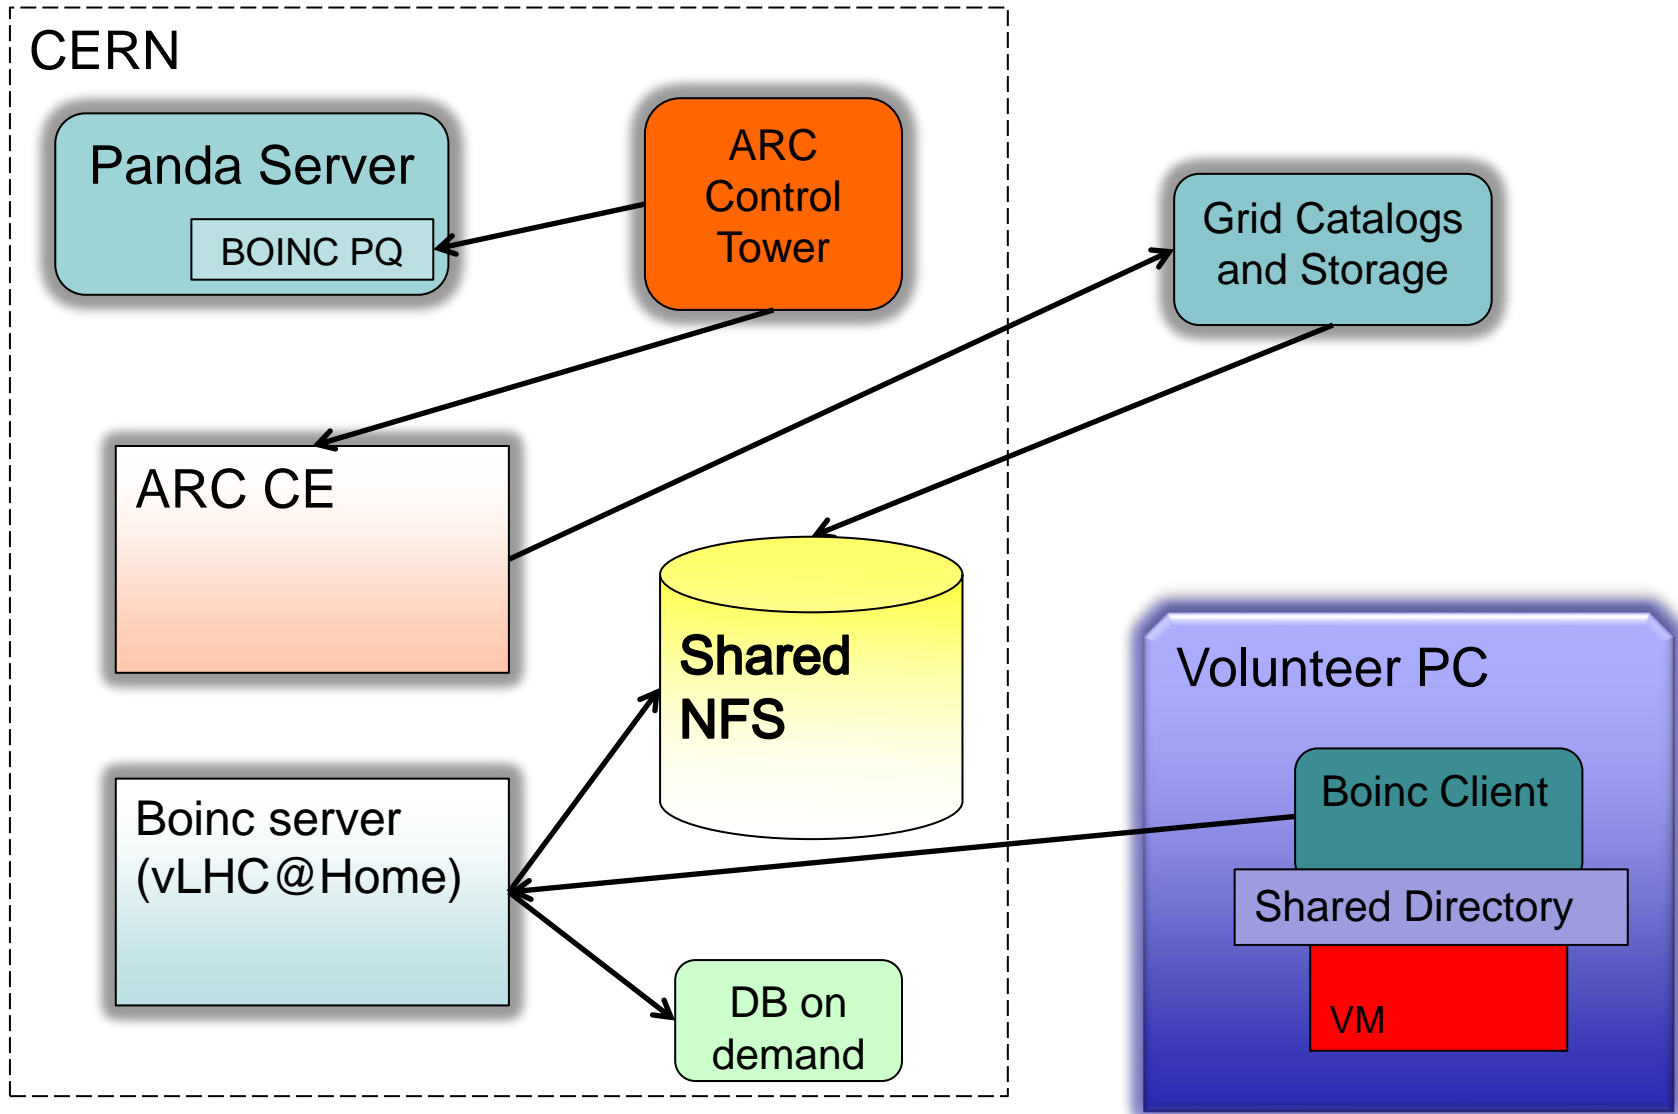 CERN
Panda Server
BOINC PQ
ARC
Control
Tower
Grid Catalogs
and Storage
ARC CE
Shared
NFS
Volunteer PC
Boinc Client
Shared Directory
VM
Boinc server
(vLHC@Home)
DB on
demand